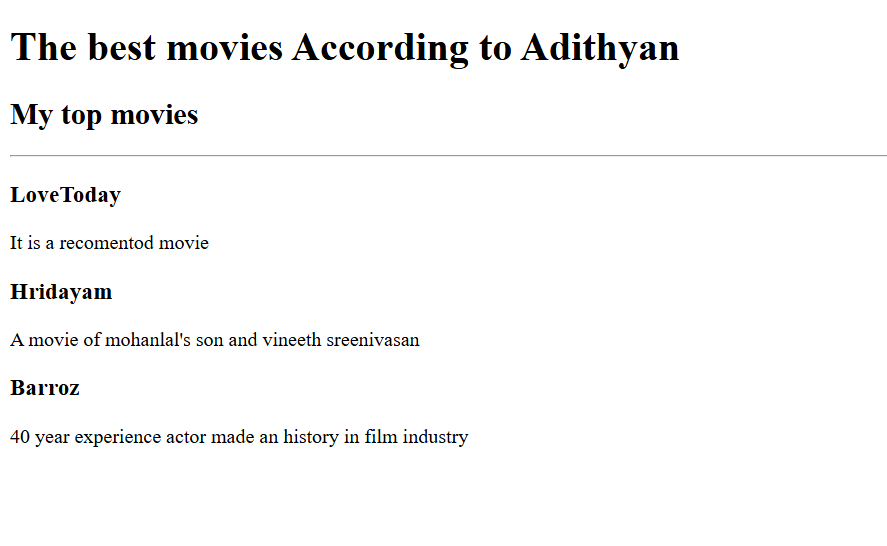 The best movies According to Adithyan
My top movies
LoveToday
It is a recomentod movie
Hridayam
A movie of mohanlal's son and vineeth sreenivasan
Barroz
40 year experience actor made an history in film industry